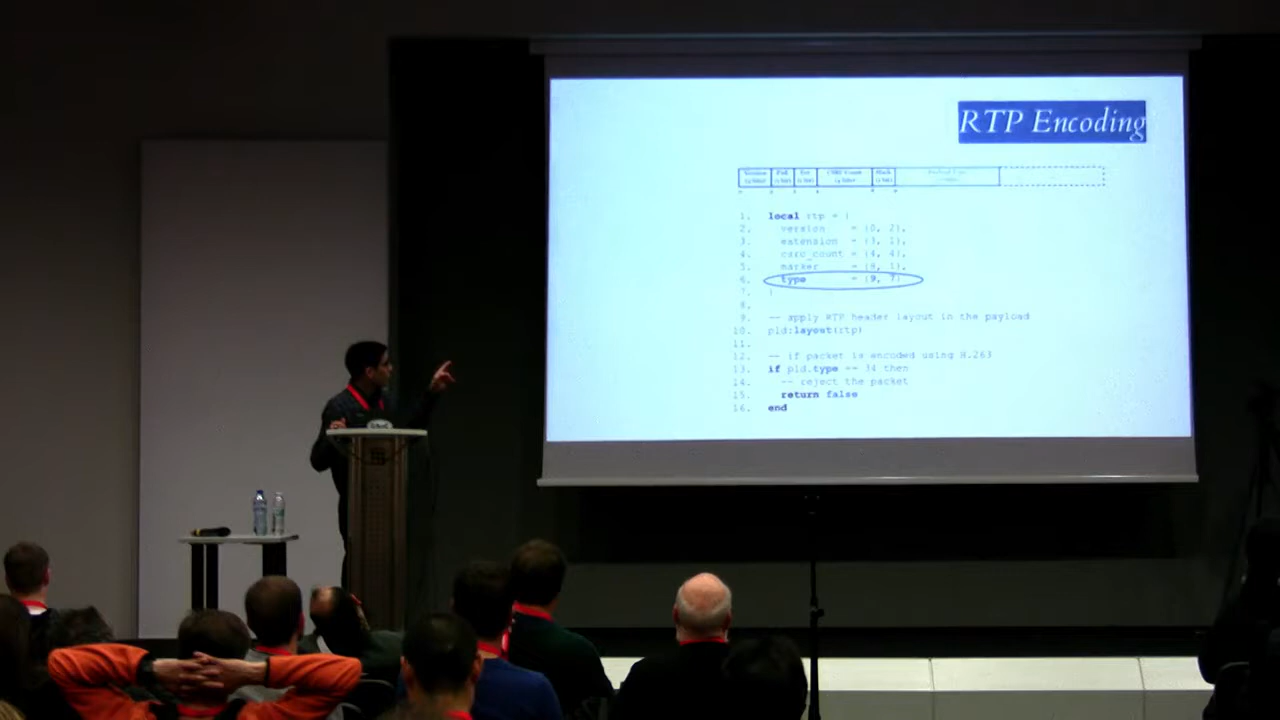 RTP Encoding
1. local rtp = {
2. version = {0, 2},
3. extension = {3, 1},
4. csrc_count = {4, 4},
5. marker = {8, 1},
6. type = {9, 7}
7. }
8.
9. -- apply RTP header layout in the payload
10. pld:layout(rtp)
11.
12. -- if packet is encoded using H.263
13. if pld.type == 34 then
14. -- reject the packet
15. return false
16. end